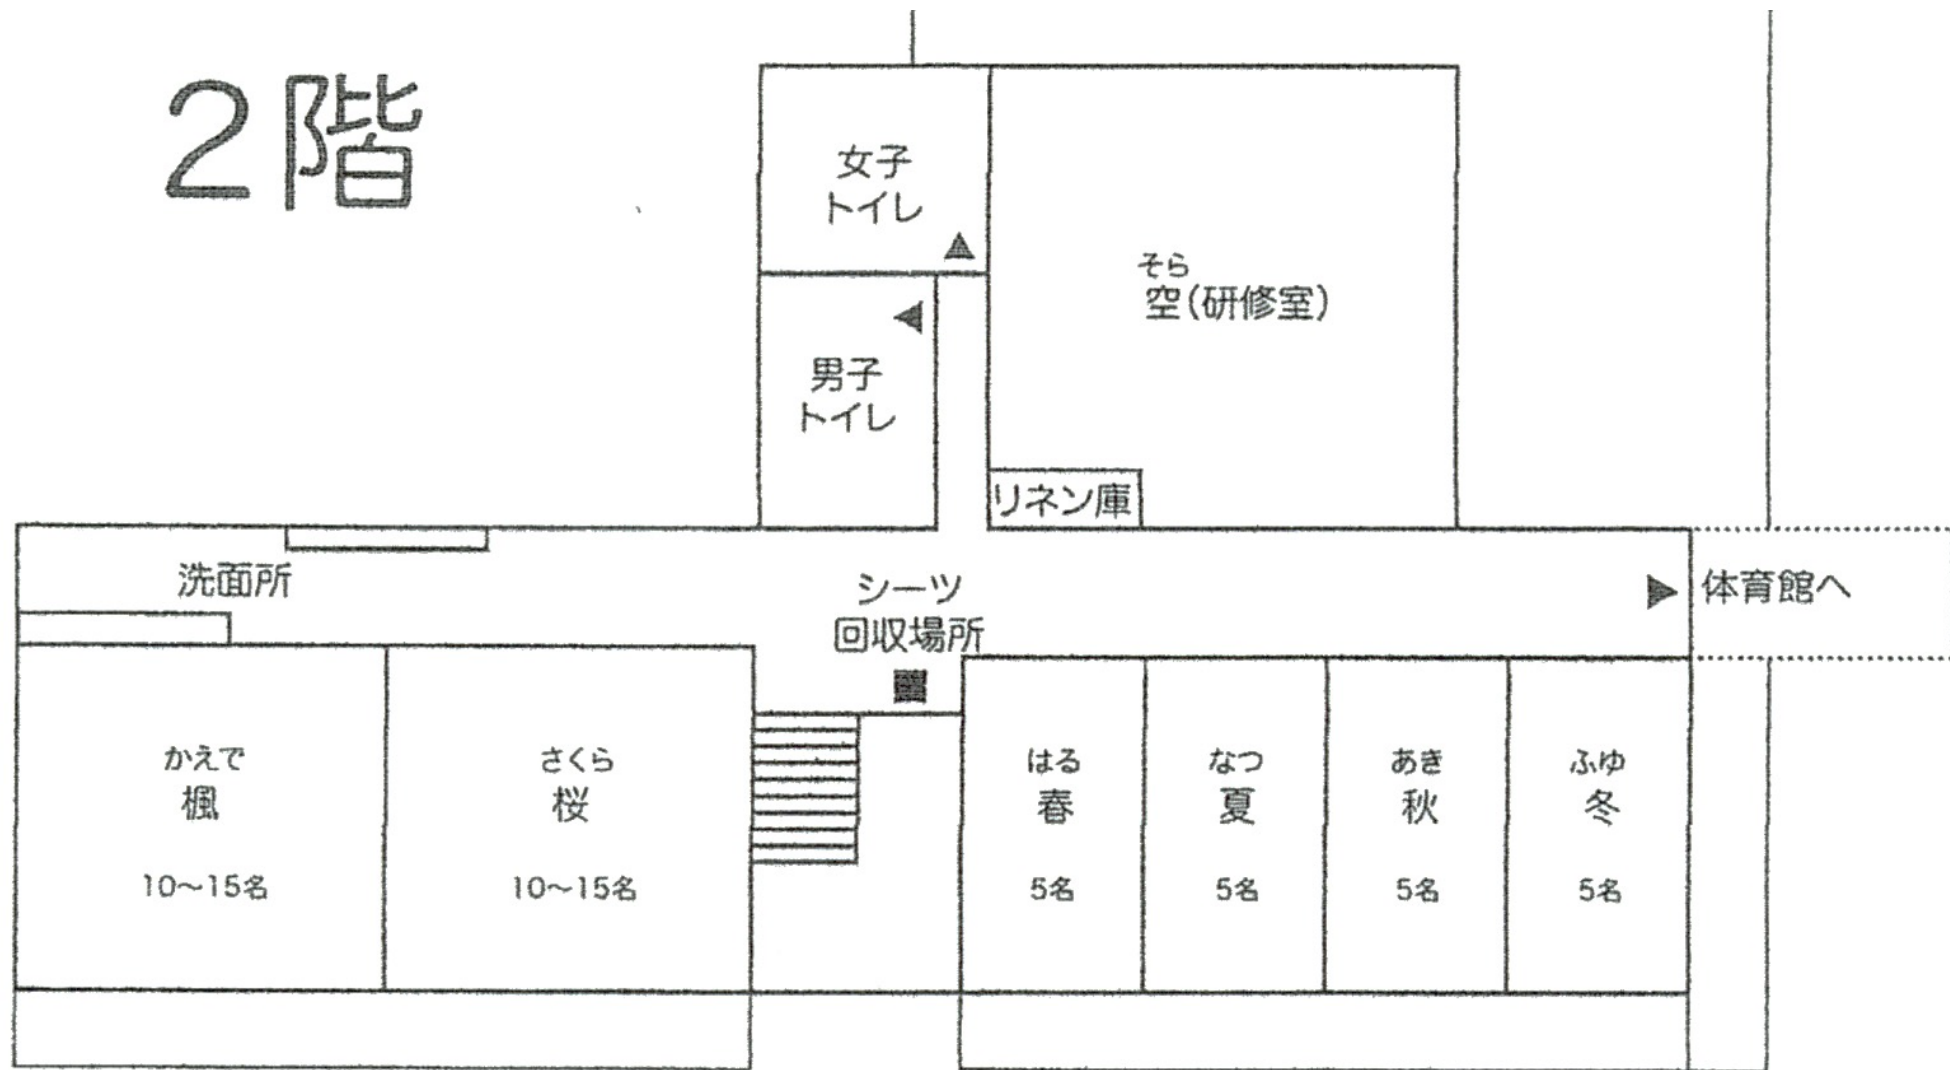 2階
女子
トイレ
そら
空(研修室)
男子
トイレ
リネン庫
洗面所
シーツ
回収場所
体育館へ
かえで
楓
10～15名
さくら
桜
10～15名
はる
春
5名
なつ
夏
5名
あき
秋
5名
ふゆ
冬
5名